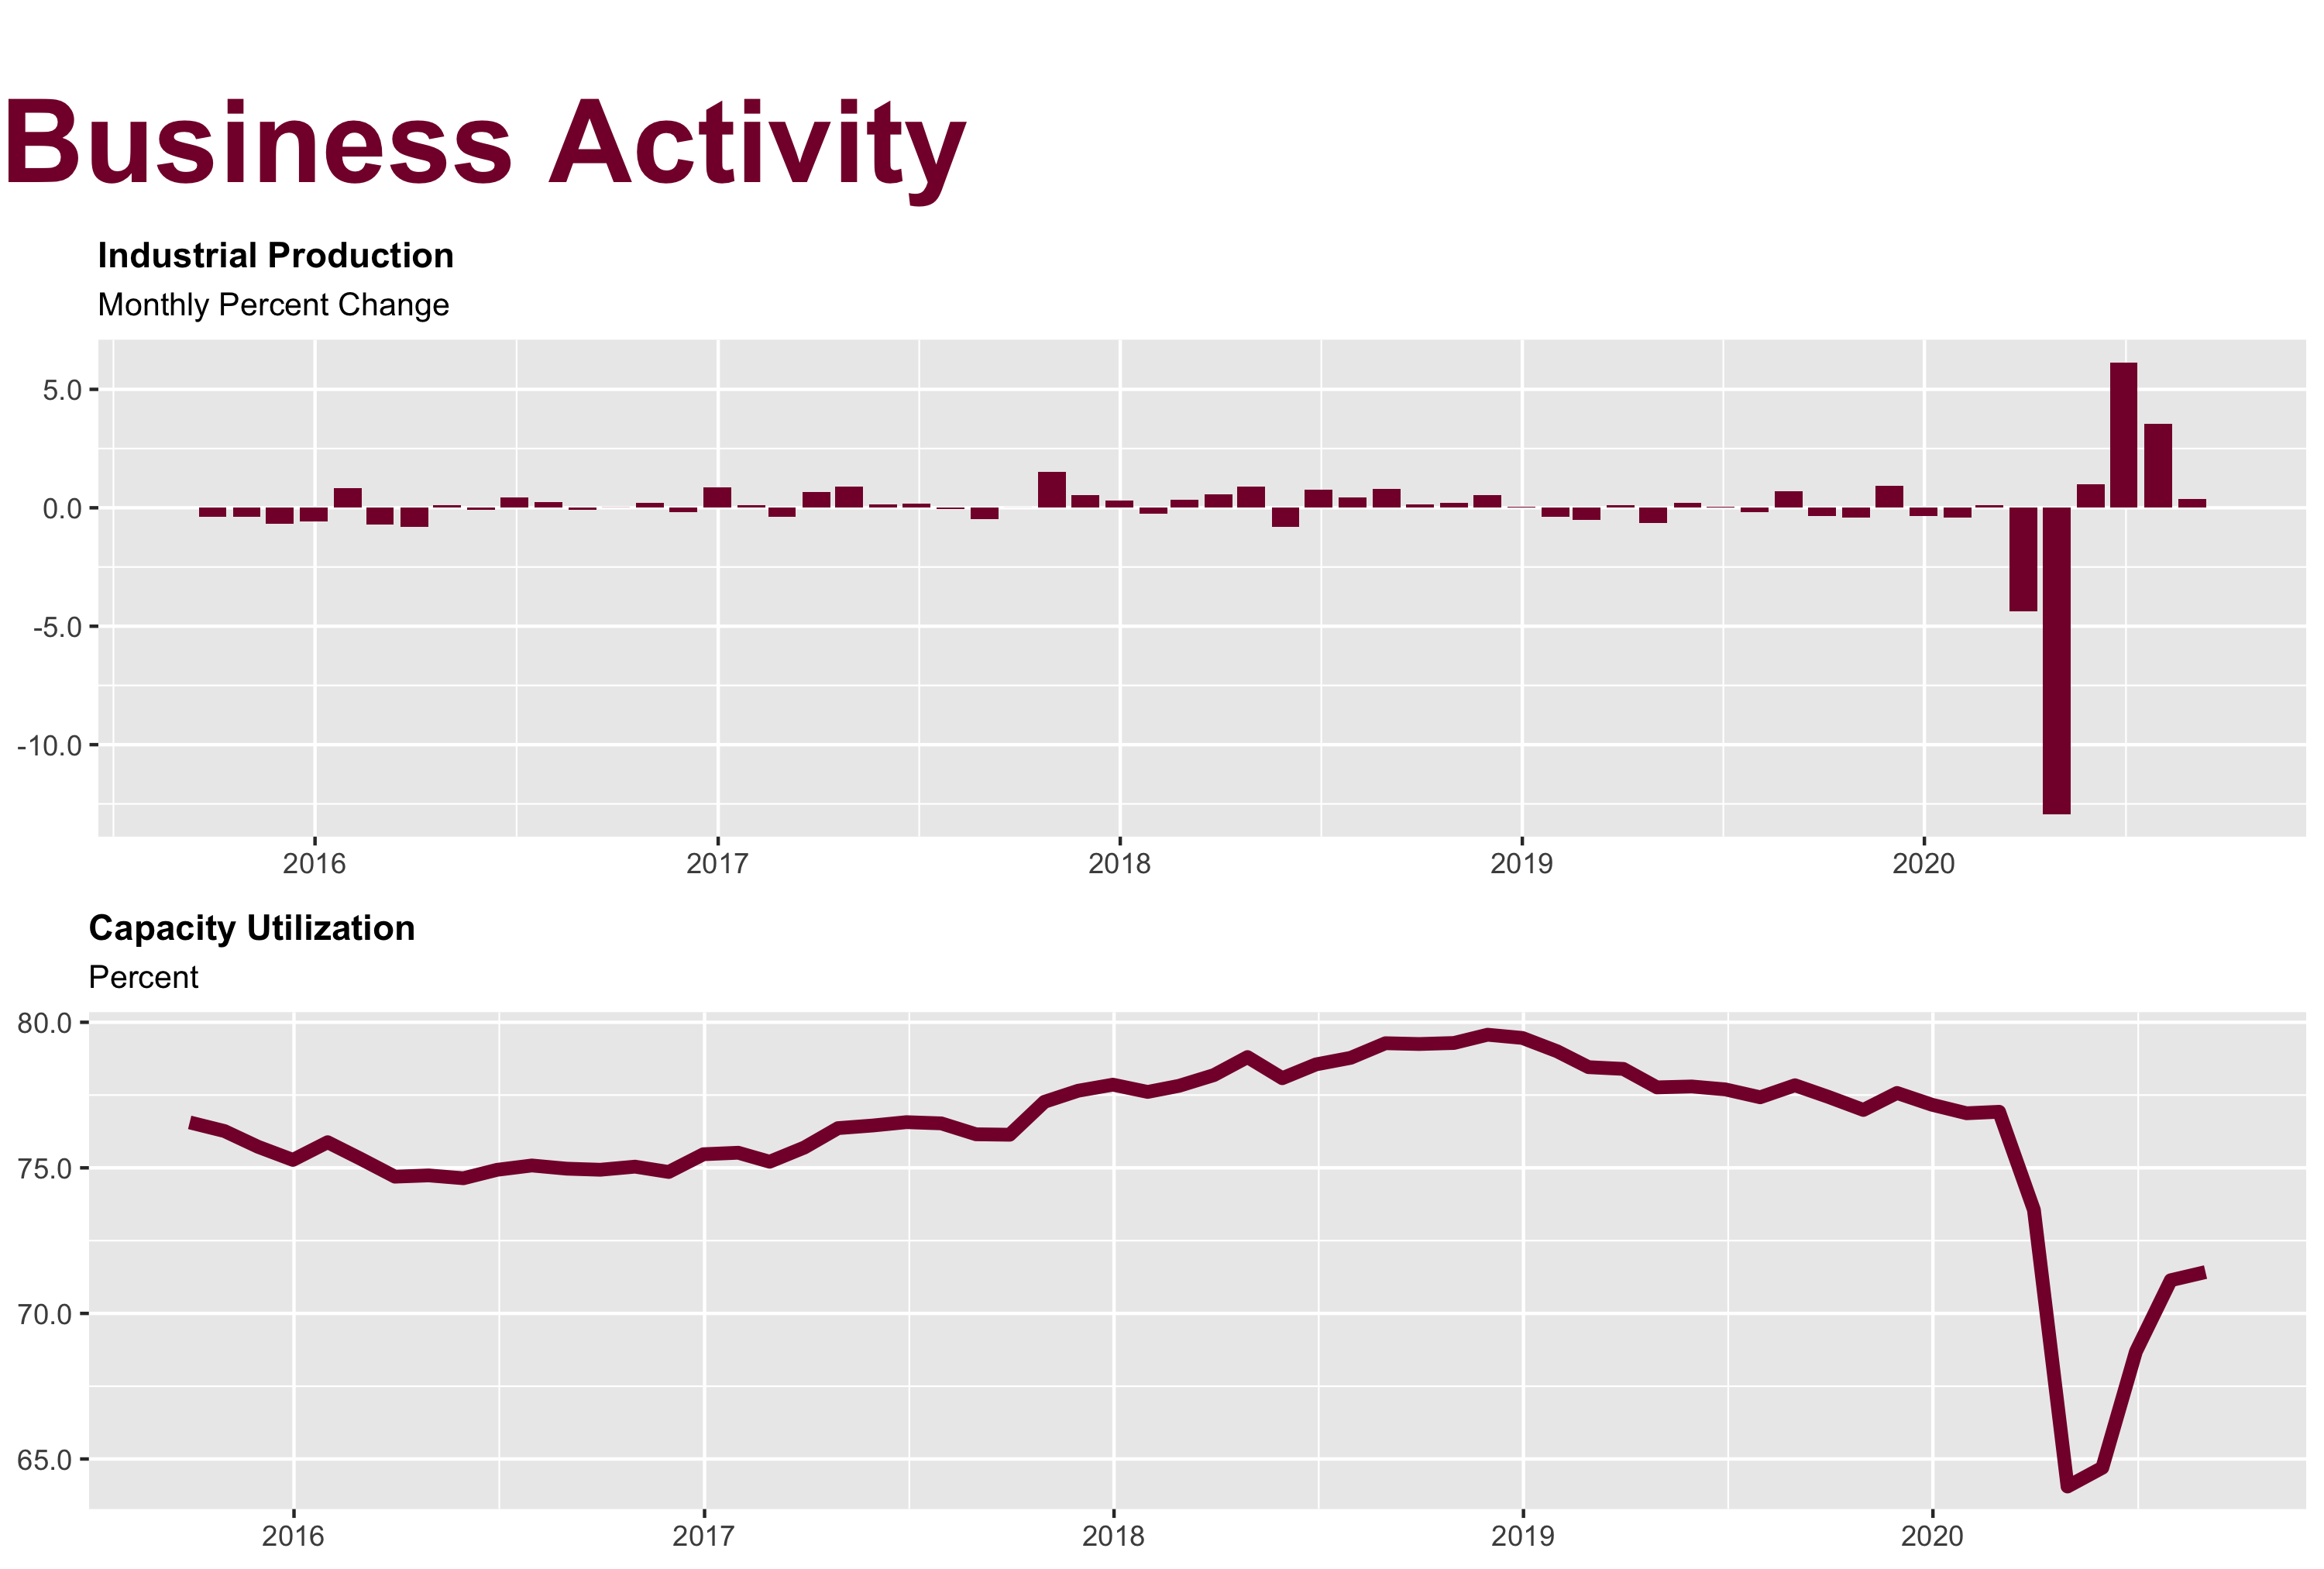 Business Activity
Industrial Production
Monthly Percent Change
5.0
0.0
-5.0
-10.0
2016 2017 2018 2019 2020
Capacity Utilization
Percent
80.0
75.0
70.0
65.0
2016 2017 2018 2019 2020